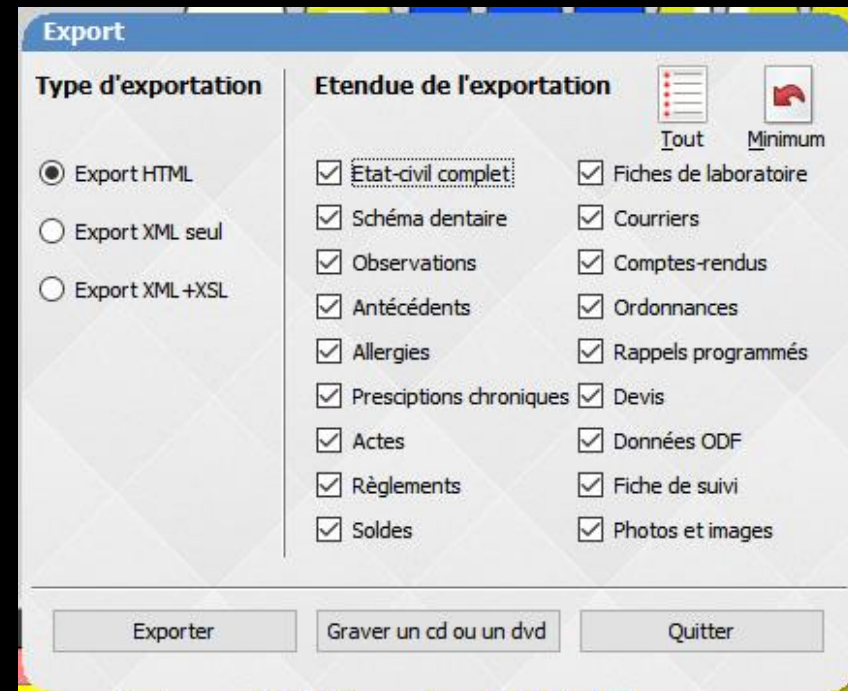 Export
Type d'exportation
Export HTML
Export XML seul
Export XML+XSL
Etendue de l'exportation
Tout
Minimum
Etat-civil complet
Schéma dentaire
Observations
Antécédents
Allergies
Presciptions chroniques
Actes
Règlements
Soldes
Fiches de laboratoire
Courriers
Comptes-rendus
Ordonnances
Rappels programmés
Devis
Données ODF
Fiche de suivi
Photos et images
Exporter
Graver un cd ou un dvd
Quitter